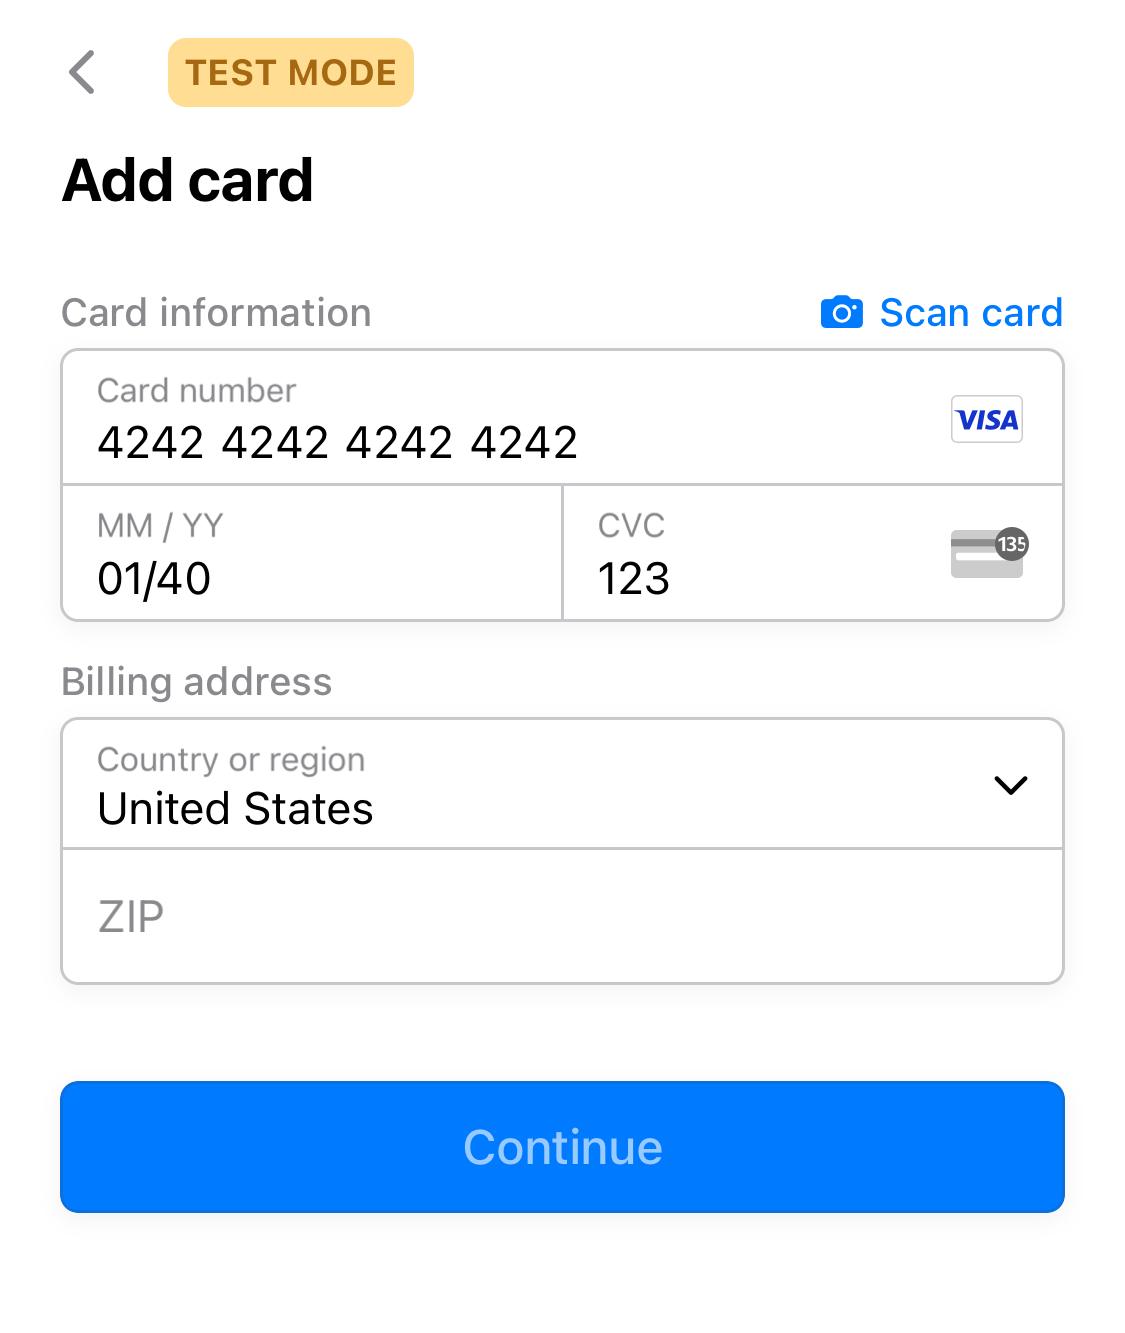 TEST MODE
Add card
Card information
Scan card
Card number
4242 4242 4242 4242
VISA
MM / YY
01/40
CVC
123
135
Billing address
Country or region
United States
ZIP
Continue